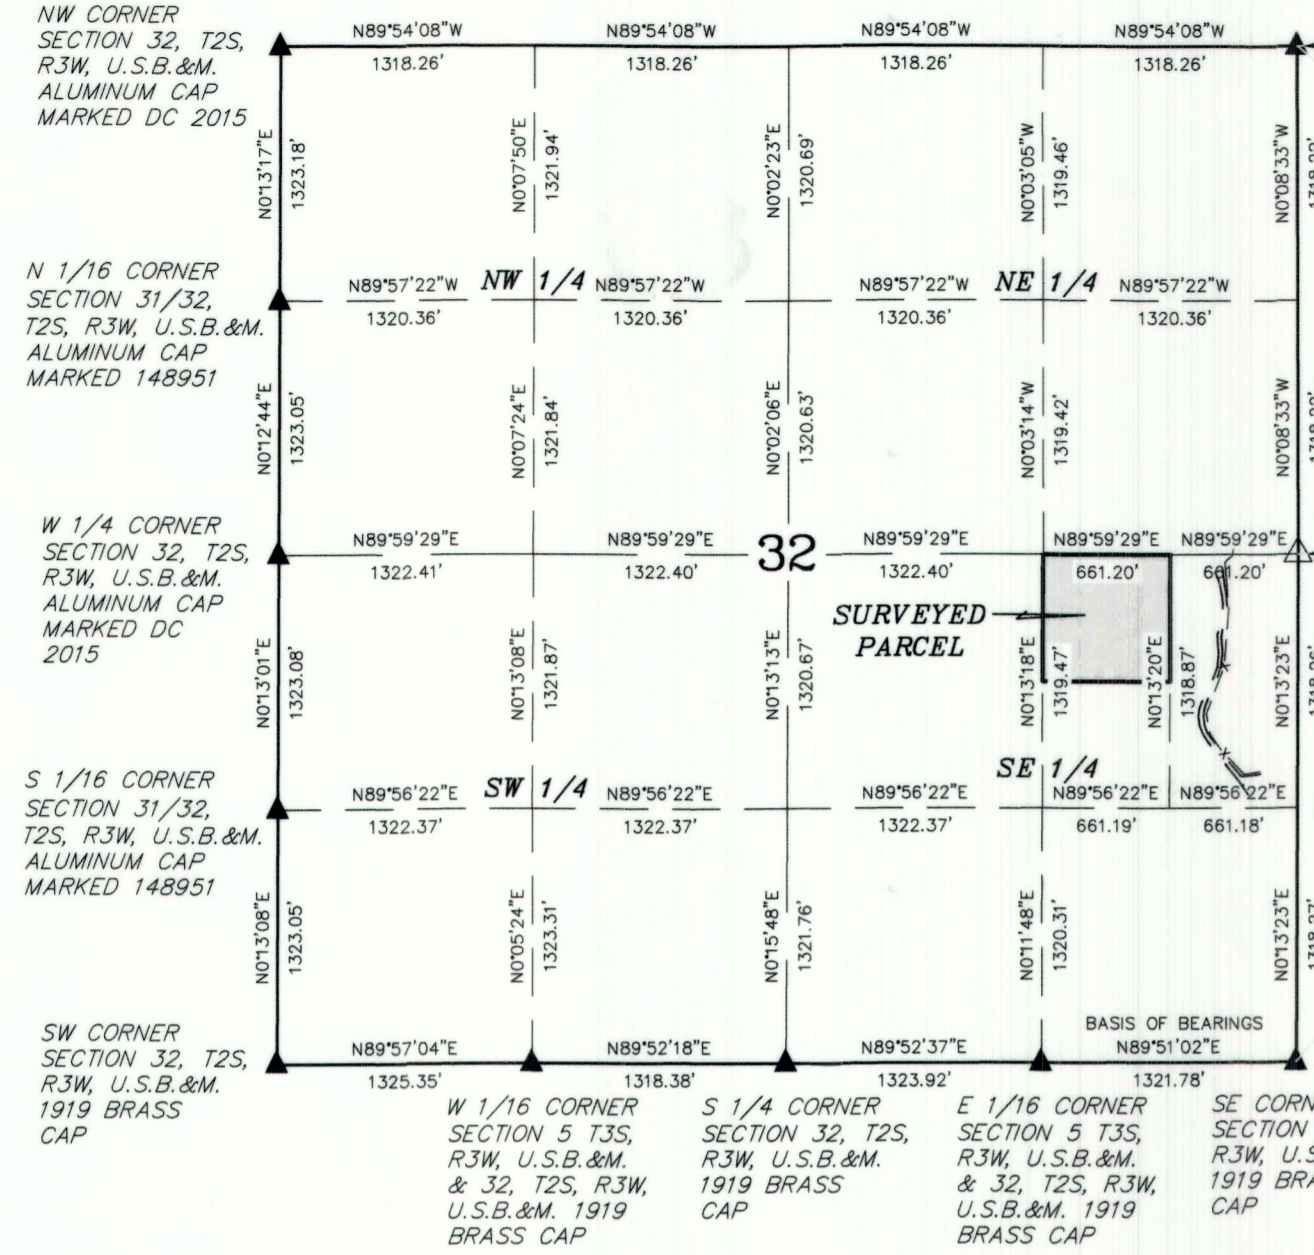 NW CORNER
SECTION 32, T2S,
R3W, U.S.B.&M.
ALUMINUM CAP
MARKED DC 2015
N89°54'08"W
1318.26'
N89°54'08"W
1318.26'
N89°54'08"W
1318.26'
N89°54'08"W
1318.26'
N0°13'17"E
1323.18'
N0°07'50"E
1321.94'
N0°02'23"E
1320.69'
N0°03'05"W
1319.46'
N0°08'33"W
N 1/16 CORNER
SECTION 31/32,
T2S, R3W, U.S.B.&M.
ALUMINUM CAP
MARKED 148951
N89°57'22"W
1320.36'
NW 1/4
N89°57'22"W
1320.36'
N89°57'22"W
1320.36'
NE 1/4
N89°57'22"W
1320.36'
N0°12'44"E
1323.05'
N0°07'24"E
1321.84'
N0°02'06"E
1320.63'
N0°03'14"W
1319.42'
N0°08'33"W
W 1/4 CORNER
SECTION 32, T2S,
R3W, U.S.B.&M.
ALUMINUM CAP
MARKED DC
2015
N89°59'29"E
1322.41'
N89°59'29"E
1322.40'
32
N89°59'29"E
1322.40'
N89°59'29"E
661.20'
N89°59'29"E
661.20'
SURVEYED
PARCEL
N0°13'01"E
1323.08'
N0°13'08"E
1321.87'
N0°13'13"E
1320.67'
N0°13'18"E
1319.47'
N0°13'20"E
1318.87'
N0°13'23"E
S 1/16 CORNER
SECTION 31/32,
T2S, R3W, U.S.B.&M.
ALUMINUM CAP
MARKED 148951
N89°56'22"E
1322.37'
SW 1/4
N89°56'22"E
1322.37'
N89°56'22"E
1322.37'
SE 1/4
N89°56'22"E
661.19'
N89°56'22"E
661.18'
N0°13'08"E
1323.05'
N0°05'24"E
1323.31'
N0°15'48"E
1321.76'
N0°11'48"E
1320.31'
N0°13'23"E
SW CORNER
SECTION 32, T2S,
R3W, U.S.B.&M.
1919 BRASS
CAP
N89°57'04"E
1325.35'
N89°52'18"E
1318.38'
N89°52'37"E
1323.92'
BASIS OF BEARINGS
N89°51'02"E
1321.78'
W 1/16 CORNER
SECTION 5 T3S,
R3W, U.S.B.&M.
& 32, T2S, R3W,
U.S.B.&M. 1919
BRASS CAP
S 1/4 CORNER
SECTION 32, T2S,
R3W, U.S.B.&M.
1919 BRASS
CAP
E 1/16 CORNER
SECTION 5 T3S,
R3W, U.S.B.&M.
& 32, T2S, R3W,
U.S.B.&M. 1919
BRASS CAP
SE CORN
SECTION
R3W, U.S
1919 BRA
CAP